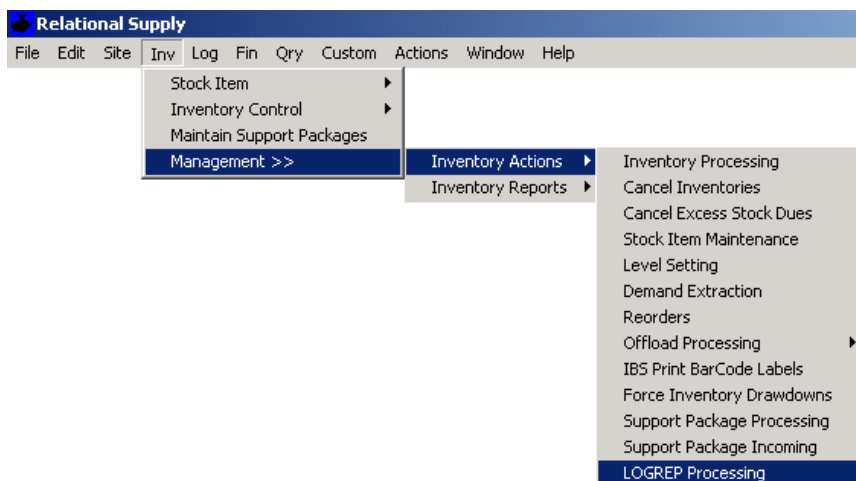 Relational Supply
File Edit Site Inv Log Fin Qry Custom Actions Window Help
Stock Item
Inventory Control
Maintain Support Packages
Management >>
Inventory Actions
Inventory Reports
Inventory Processing
Cancel Inventories
Cancel Excess Stock Dues
Stock Item Maintenance
Level Setting
Demand Extraction
Reorders
Offload Processing
IBS Print BarCode Labels
Force Inventory Drawdowns
Support Package Processing
Support Package Incoming
LOGREP Processing